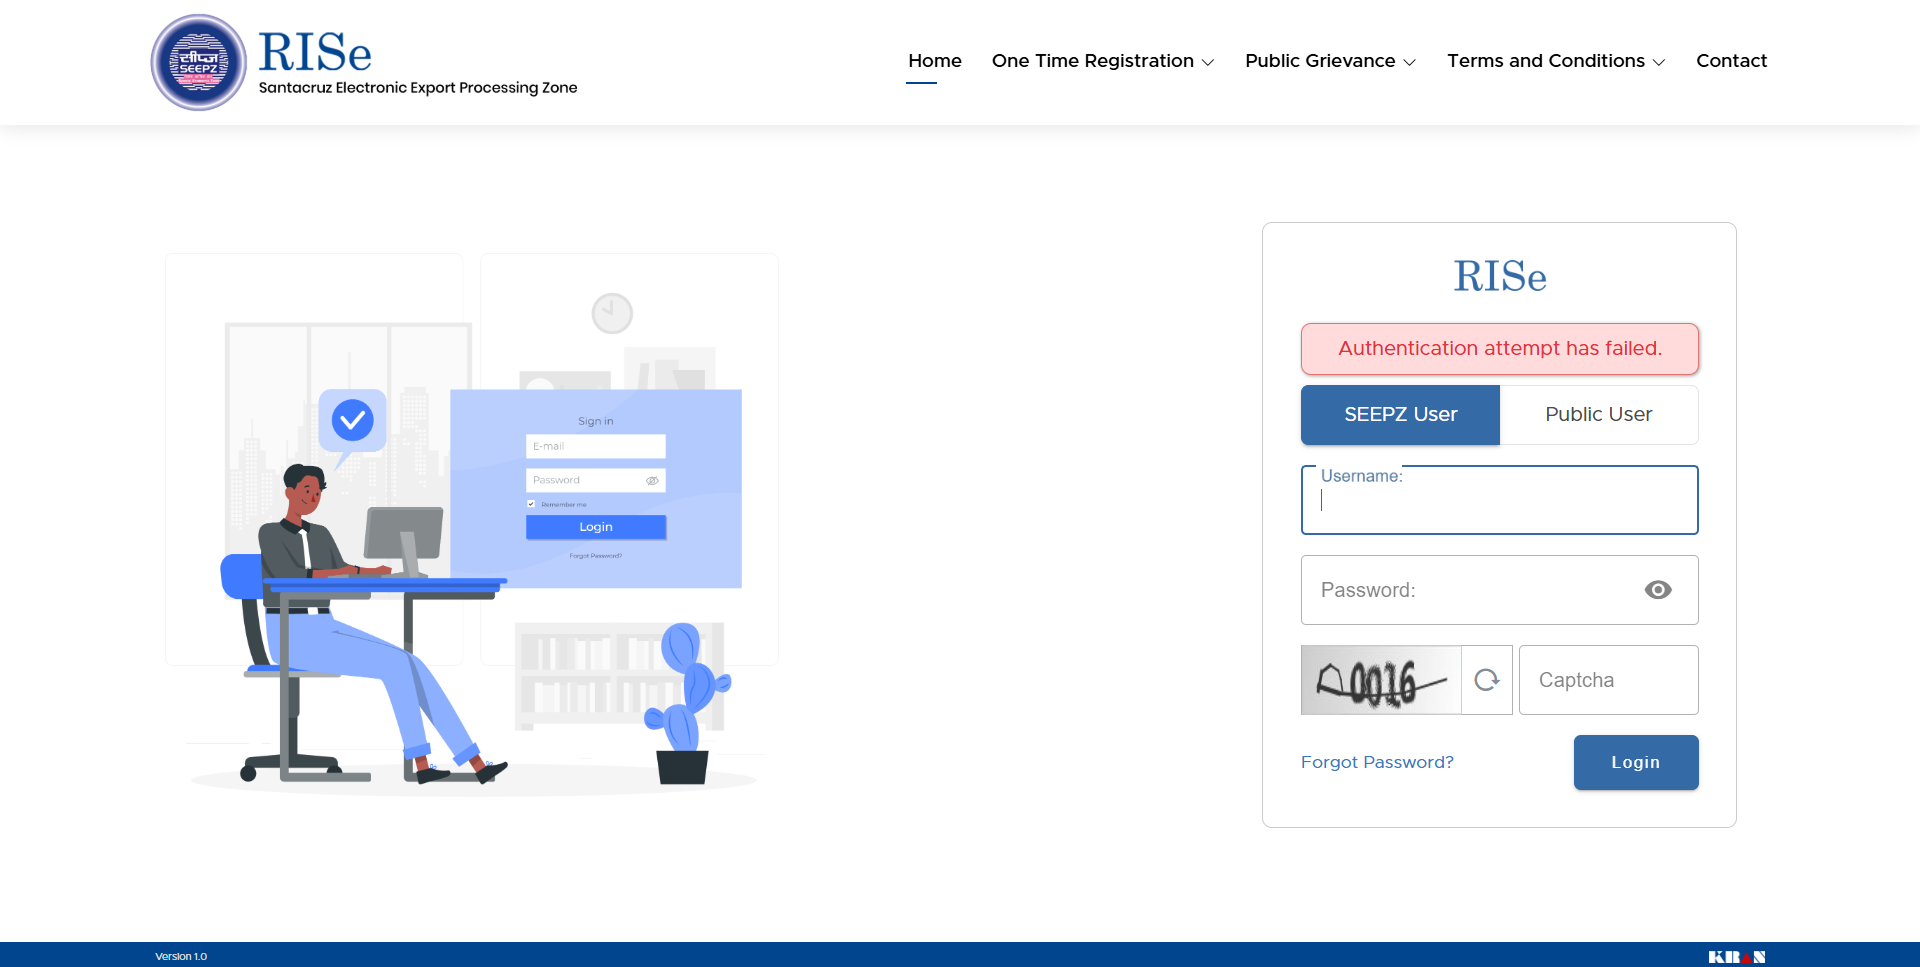 सीप्ज़
SEEPZ
RISe
Santacruz Electronic Export Processing Zone
Home
One Time Registration
Public Grievance
Terms and Conditions
Contact
Sign in
E-mail
Password
Remember me
Login
Forgot Password?
RISe
Authentication attempt has failed.
SEEPZ User
Public User
Username:
Password:
0016
Captcha
Forgot Password?
Login
Version 1.0
KRAN